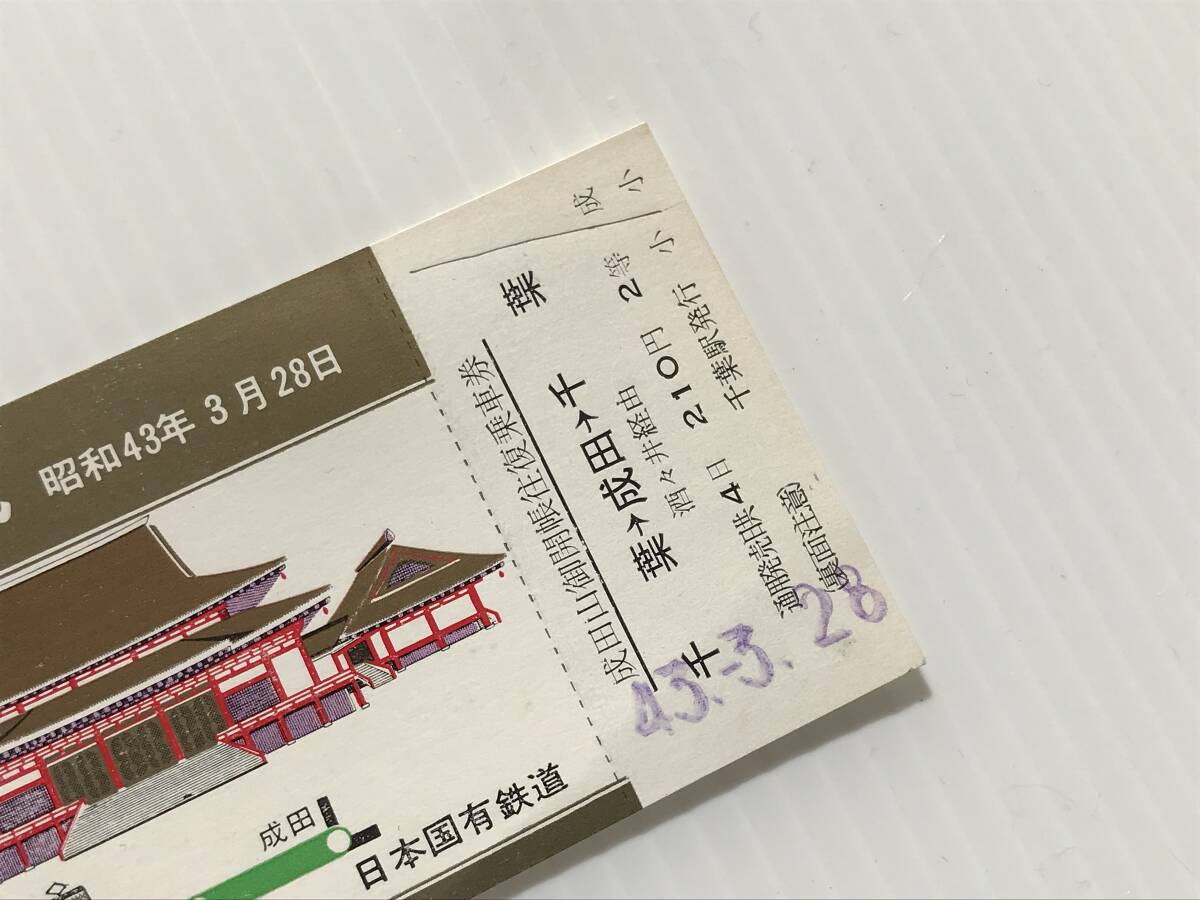 昭和43年 3月28日
成田
日本国有鉄道
成田山御開帳往復乗車券
千葉→成田→千葉
酒々井経由
210円 2等
通用発売日共4日
千葉駅発行
(裏面注意)
小
成
小
43.-3.28